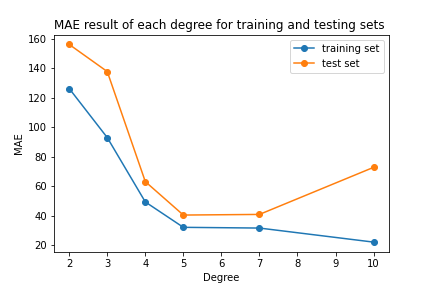 MAE result of each degree for training and testing sets
training set
test set
MAE
160
140
120
100
80
60
40
20
2 3 4 5 6 7 8 9 10
Degree